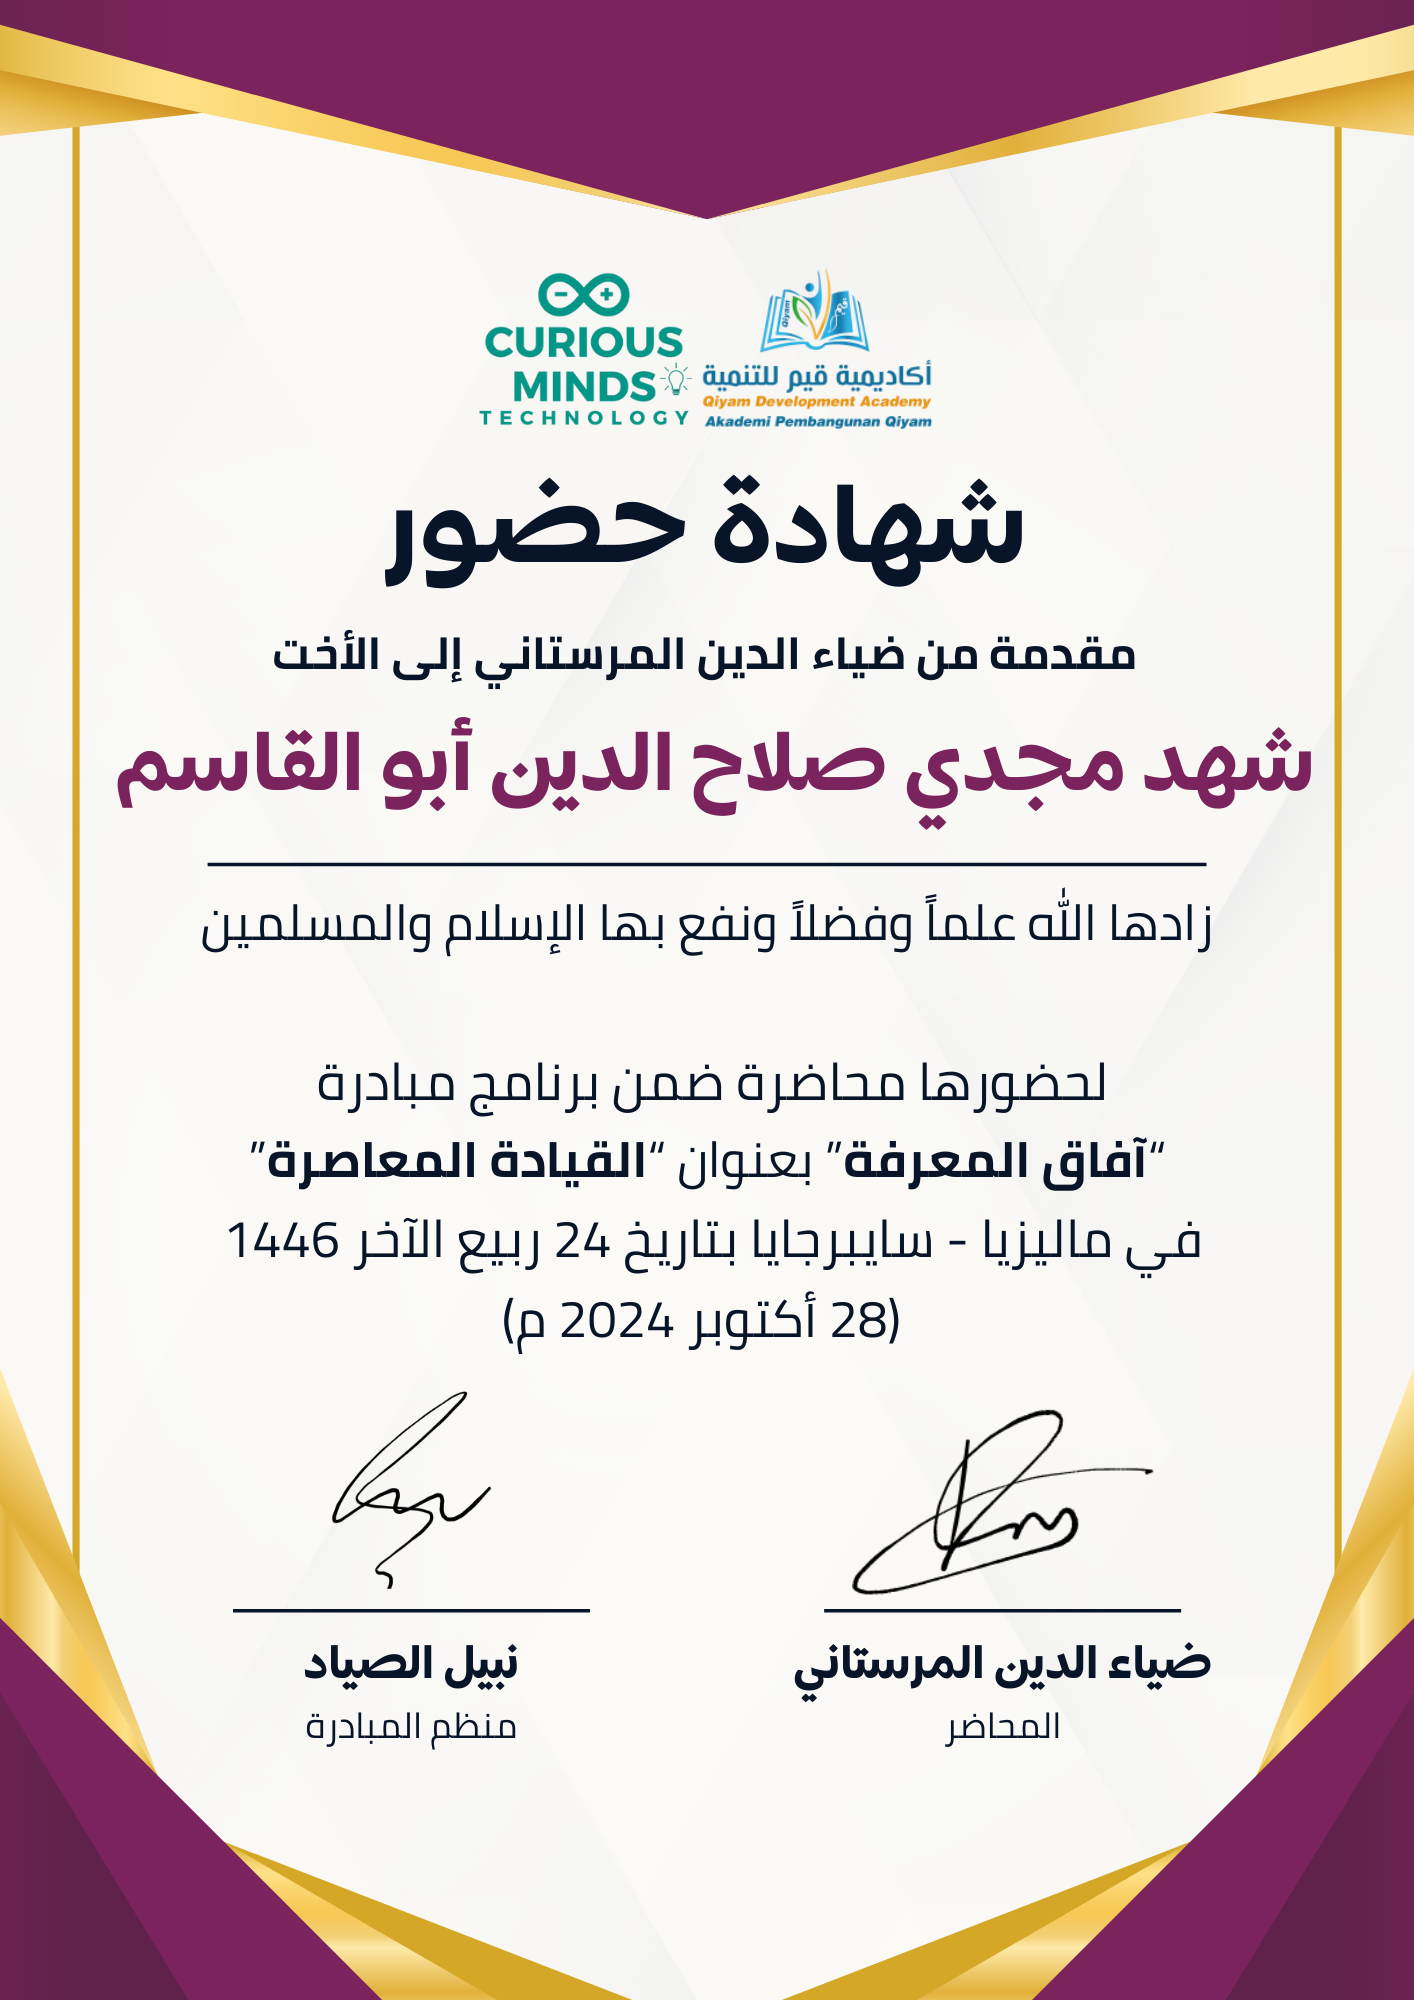 CURIOUS
MINDS
TECHNOLOGY
Qiyam
قيم
أكاديمية قيم للتنمية
Qiyam Development Academy
Akademi Pembangunan Qiyam
شهادة حضور
مقدمة من ضياء الدين المرستاني إلى الأخت
شهد مجدي صلاح الدين أبو القاسم
زادها الله علماً وفضلاً ونفع بها الإسلام والمسلمين
لحضورها محاضرة ضمن برنامج مبادرة
“آفاق المعرفة” بعنوان “القيادة المعاصرة”
في ماليزيا - سايبرجايا بتاريخ 24 ربيع الآخر 1446
(28 أكتوبر 2024 م)
ضياء الدين المرستاني
المحاضر
نبيل الصياد
منظم المبادرة